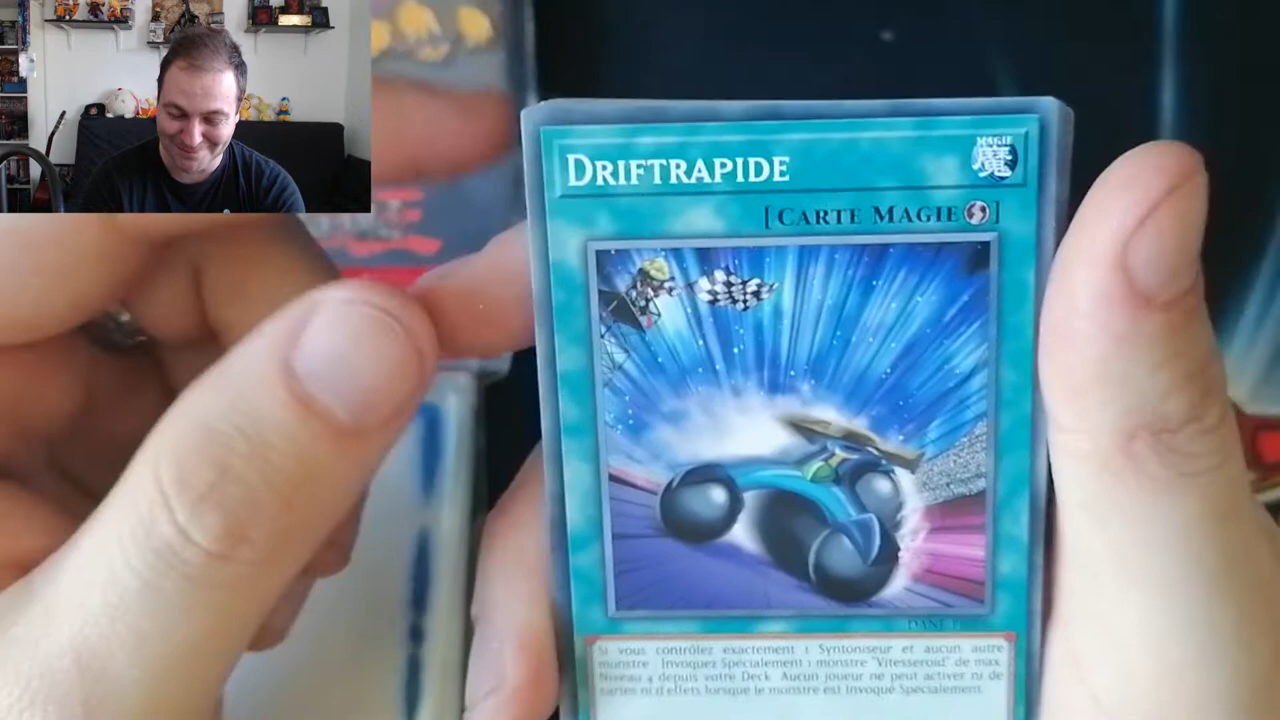 DRIFTRAPIDE
MAGIE
魔
[CARTE MAGIE]
Si vous contrôlez exactement 1 Syntoniseur et aucun autre
monstre : Invoquez Spécialement 1 monstre "Vitesseroid" de max.
Niveau 4 depuis votre Deck. Aucun joueur ne peut activer ni de
cartes ni d'effets lorsque le monstre est Invoqué Spécialement.